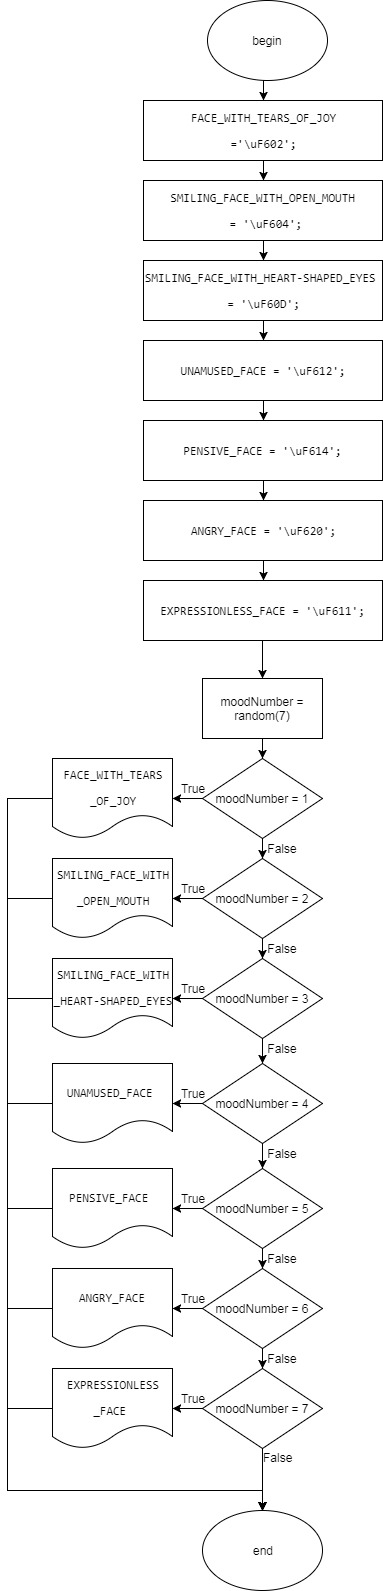 begin
FACE_WITH_TEARS_OF_JOY
='\uF602';
SMILING_FACE_WITH_OPEN_MOUTH
= '\uF604';
SMILING_FACE_WITH_HEART-SHAPED_EYES
= '\uF60D';
UNAMUSED_FACE = '\uF612';
PENSIVE_FACE = '\uF614';
ANGRY_FACE = '\uF620';
EXPRESSIONLESS_FACE = '\uF611';
moodNumber =
random(7)
FACE_WITH_TEARS
_OF_JOY
True
moodNumber = 1
False
SMILING_FACE_WITH
_OPEN_MOUTH
True
moodNumber = 2
False
SMILING_FACE_WITH
_HEART-SHAPED_EYES
True
moodNumber = 3
False
UNAMUSED_FACE
True
moodNumber = 4
False
PENSIVE_FACE
True
moodNumber = 5
False
ANGRY_FACE
True
moodNumber = 6
False
EXPRESSIONLESS
_FACE
True
moodNumber = 7
False
end